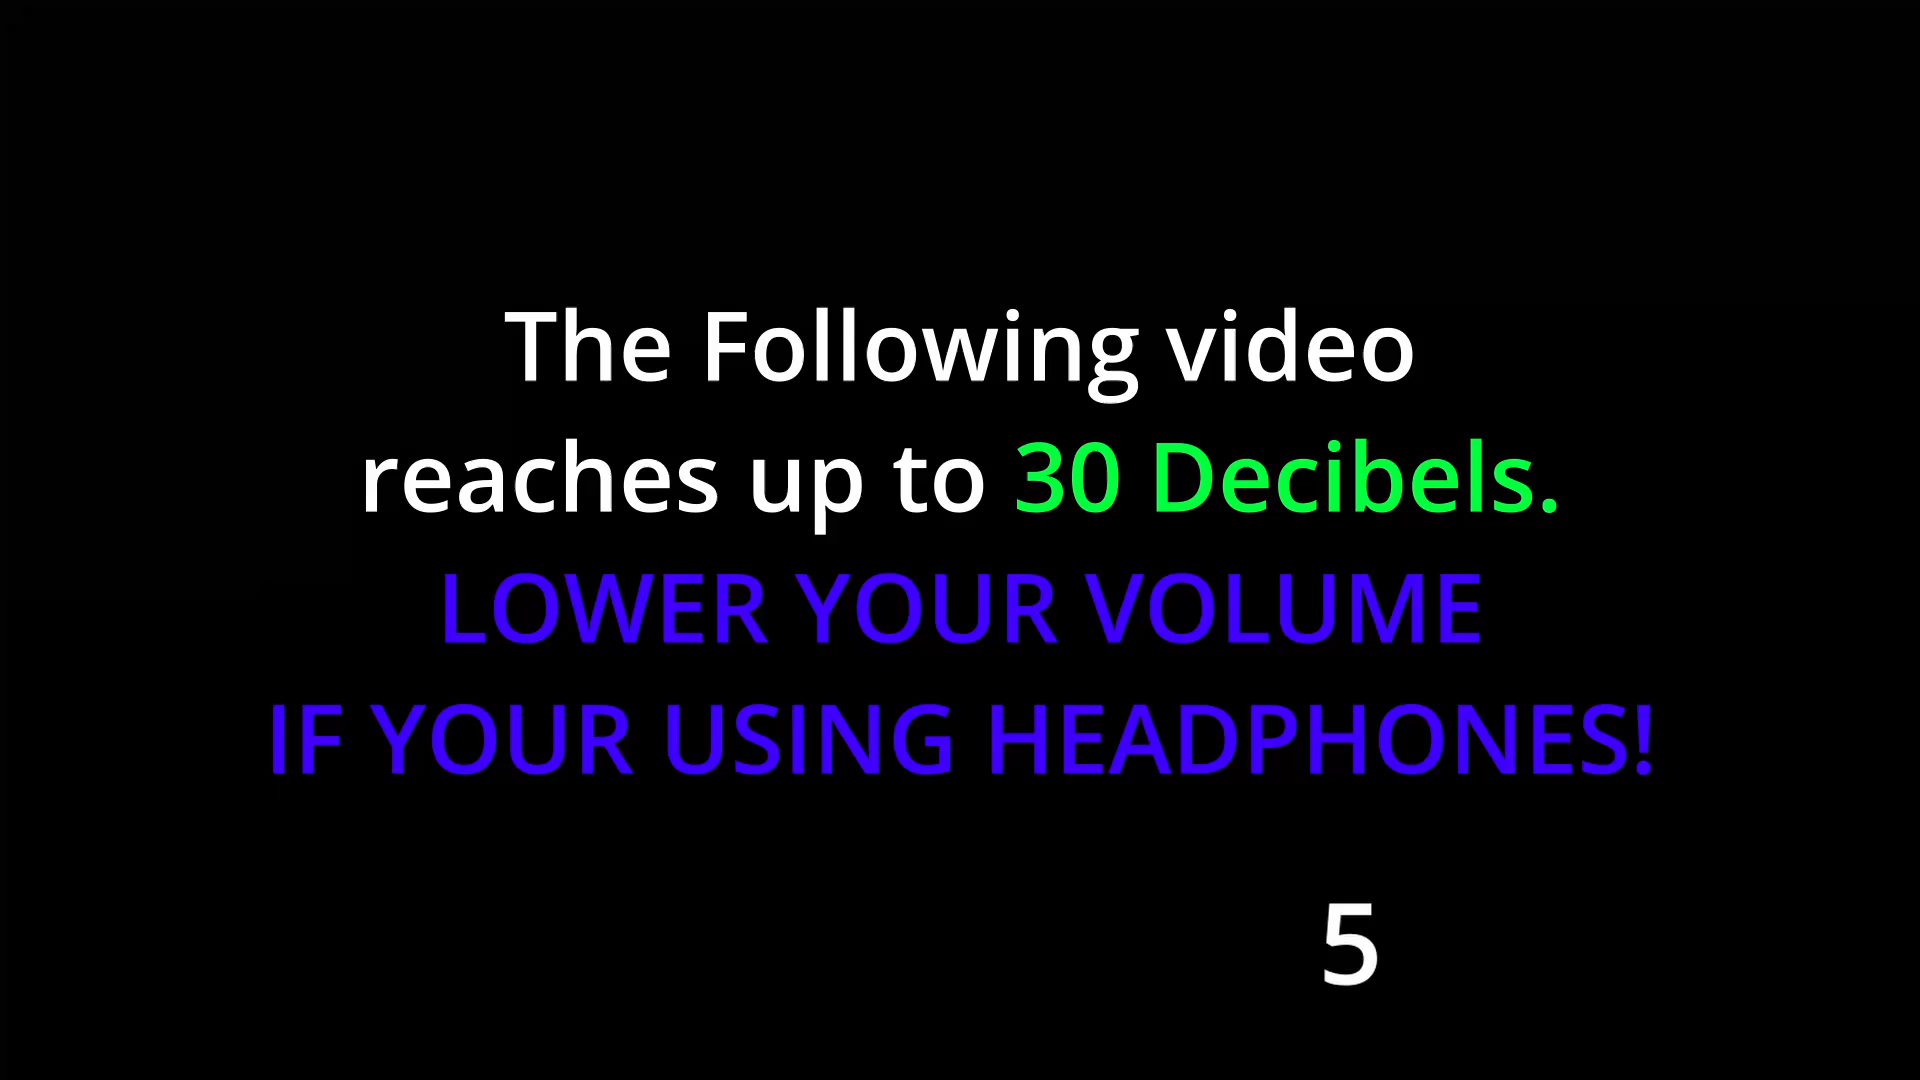 The Following video
reaches up to 30 Decibels.
LOWER YOUR VOLUME
IF YOUR USING HEADPHONES!
5